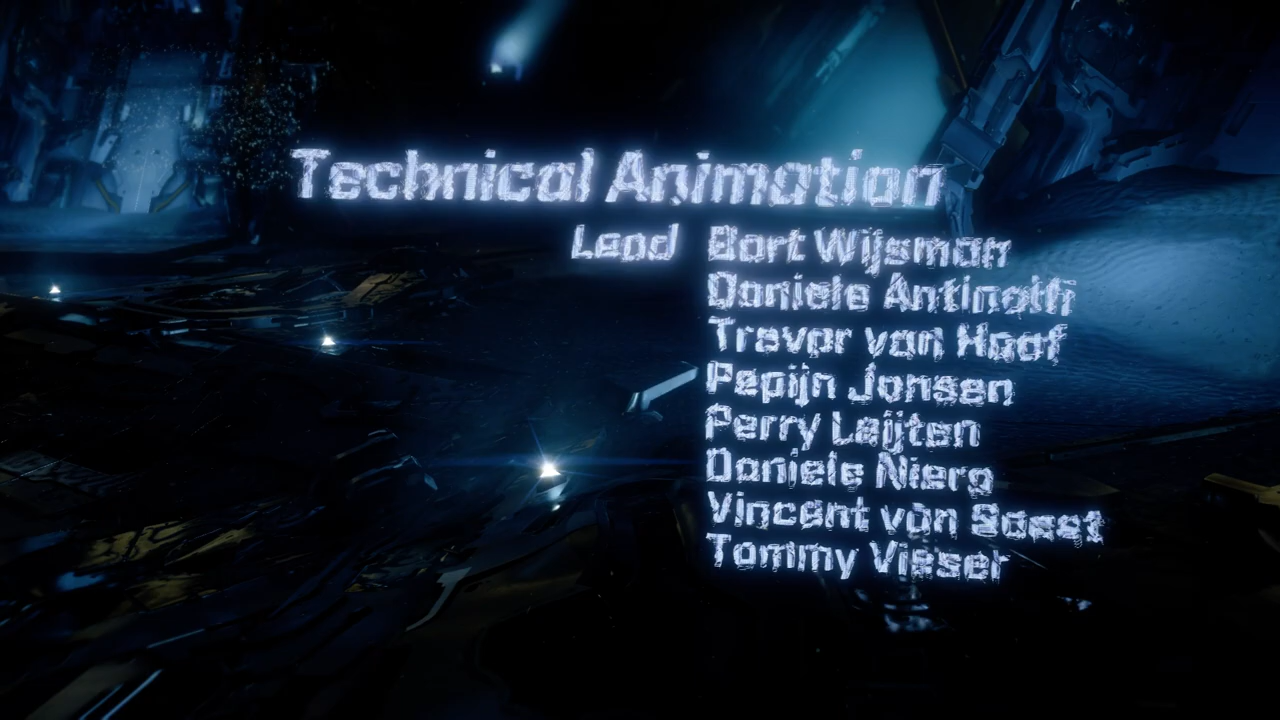 Technical Animation
Lead Bart Wijsman
Daniele Antinolfi
Trevor van Hoof
Pepijn Jansen
Perry Leijten
Daniele Niero
Vincent van Soest
Tommy Visser